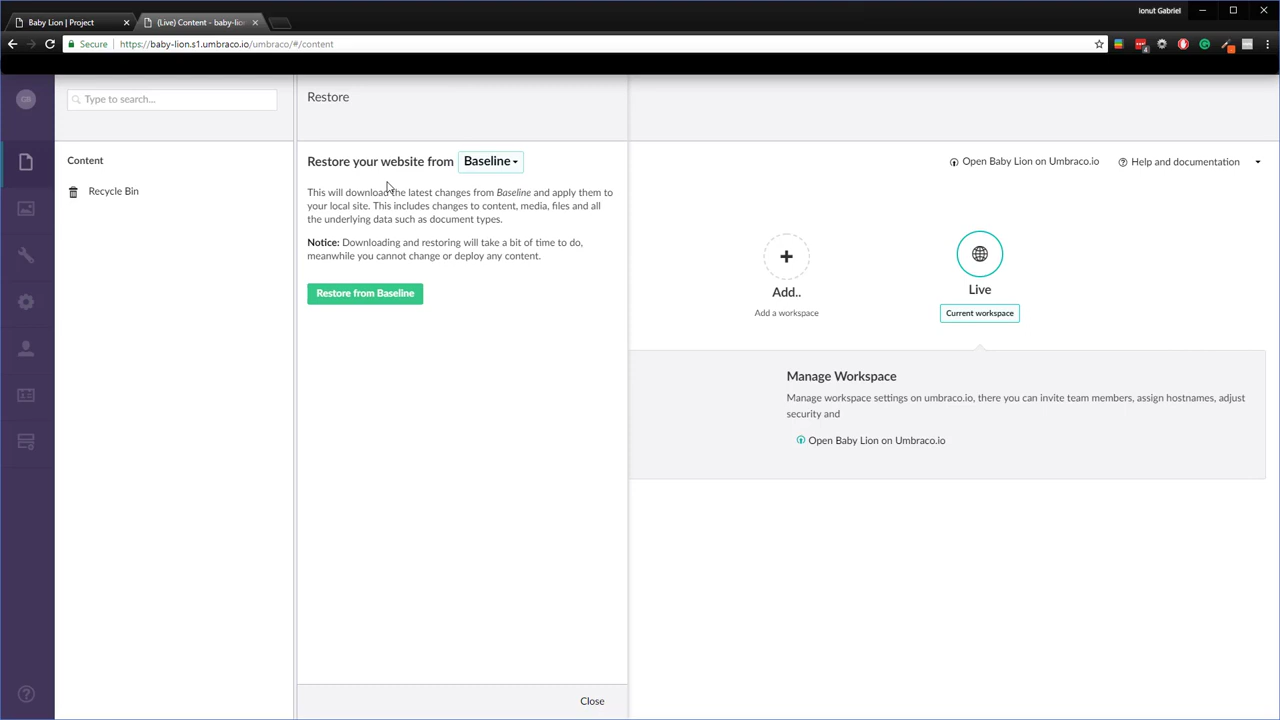 Ionut Gabriel
Baby Lion | Project
(Live) Content - baby-lio
Secure
https://baby-lion.s1.umbraco.io/umbraco/#/content
GB
Type to search...
Restore
Content
Recycle Bin
Restore your website from Baseline
This will download the latest changes from Baseline and apply them to
your local site. This includes changes to content, media, files and all
the underlying data such as document types.
Notice: Downloading and restoring will take a bit of time to do,
meanwhile you cannot change or deploy any content.
Restore from Baseline
Close
Open Baby Lion on Umbraco.io
Help and documentation
Add..
Add a workspace
Live
Current workspace
Manage Workspace
Manage workspace settings on umbraco.io, there you can invite team members, assign hostnames, adjust
security and
Open Baby Lion on Umbraco.io